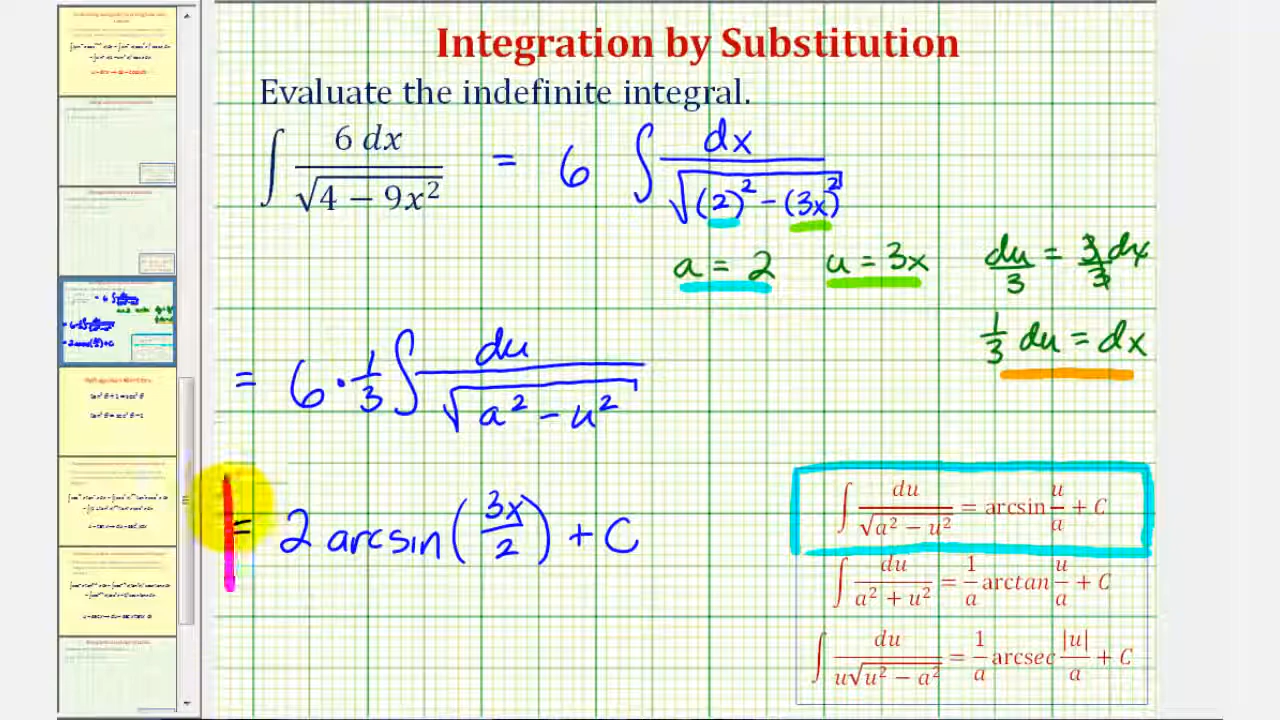 Integration by Substitution
Evaluate the indefinite integral.
∫ 6 dx / √(4 − 9x²) = 6 ∫ dx / √((2)² − (3x)²)
a = 2 u = 3x du/3 = 3/3 dx
1/3 du = dx
= 6 · 1/3 ∫ du / √(a² − u²)
= 2 arcsin(3x/2) + C
∫ du / √(a² − u²) = arcsin u/a + C
∫ du / (a² + u²) = 1/a arctan u/a + C
∫ du / (u√(u² − a²)) = 1/a arcsec |u|/a + C